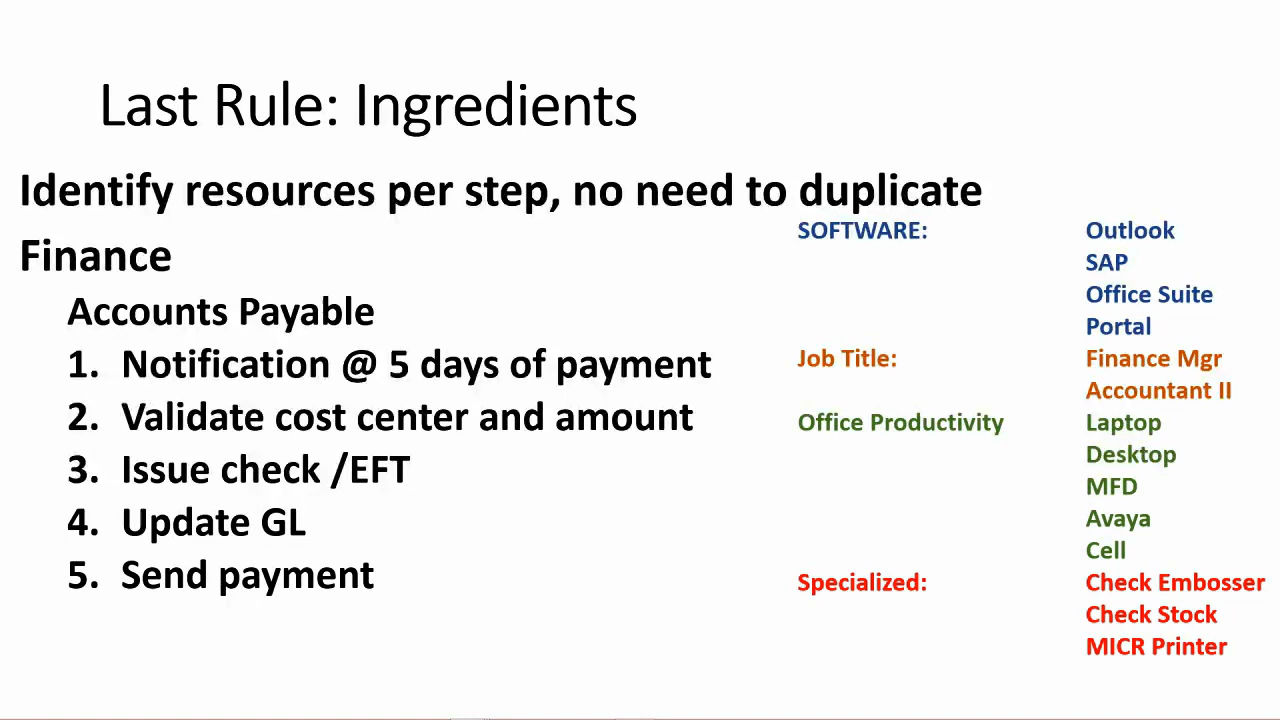 Last Rule: Ingredients
Identify resources per step, no need to duplicate
Finance
Accounts Payable
1. Notification @ 5 days of payment
2. Validate cost center and amount
3. Issue check /EFT
4. Update GL
5. Send payment
SOFTWARE: Outlook
SAP
Office Suite
Portal
Job Title: Finance Mgr
Accountant II
Office Productivity Laptop
Desktop
MFD
Avaya
Cell
Specialized: Check Embosser
Check Stock
MICR Printer